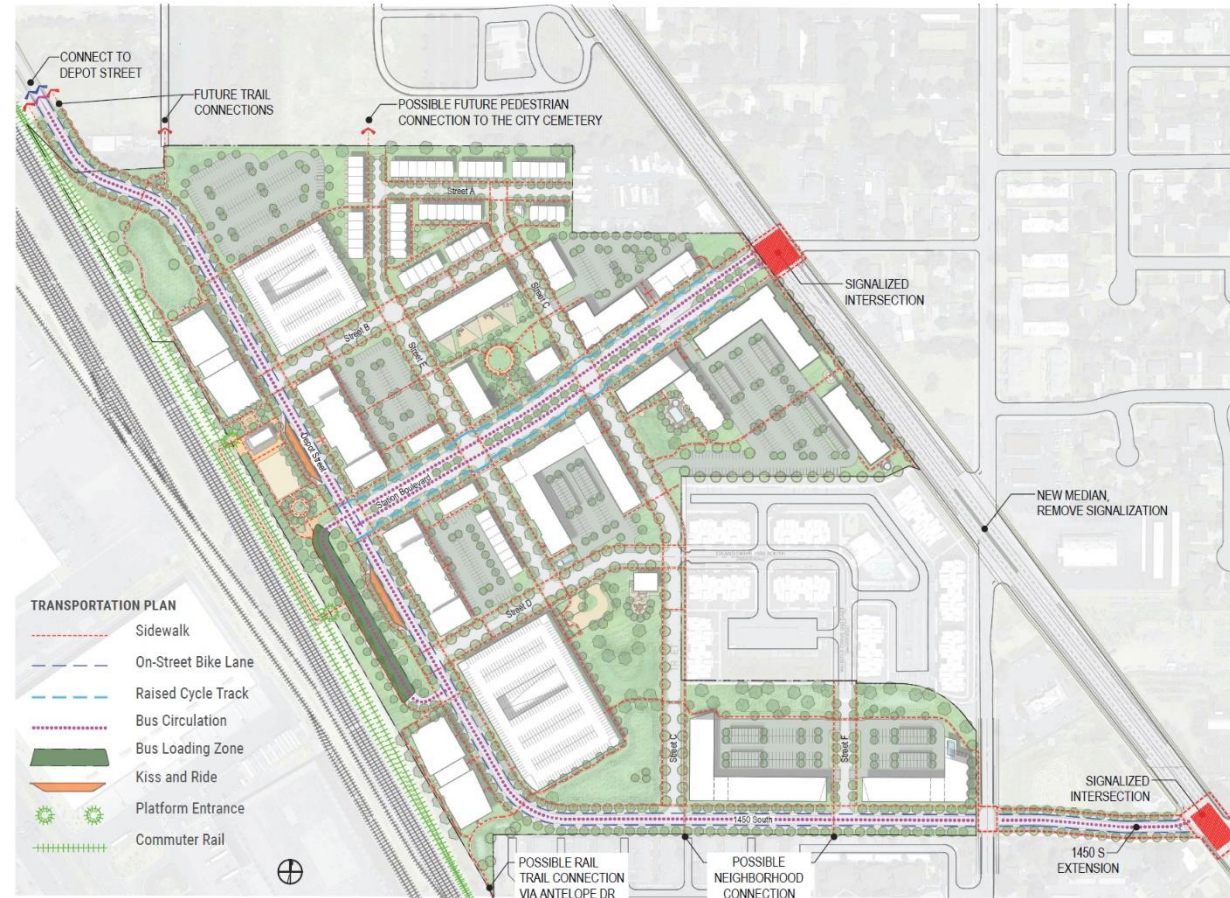 CONNECT TO
DEPOT STREET
FUTURE TRAIL
CONNECTIONS
POSSIBLE FUTURE PEDESTRIAN
CONNECTION TO THE CITY CEMETERY
Street A
SIGNALIZED
INTERSECTION
Street C
Street B
Street E
Depot Street
Station Boulevard
NEW MEDIAN,
REMOVE SIGNALIZATION
Street D
TRANSPORTATION PLAN
Sidewalk
On-Street Bike Lane
Raised Cycle Track
Bus Circulation
Bus Loading Zone
Kiss and Ride
Platform Entrance
Commuter Rail
Street C
Street F
SIGNALIZED
INTERSECTION
1450 South
1450 S
EXTENSION
POSSIBLE RAIL
TRAIL CONNECTION
VIA ANTELOPE DR
POSSIBLE
NEIGHBORHOOD
CONNECTION